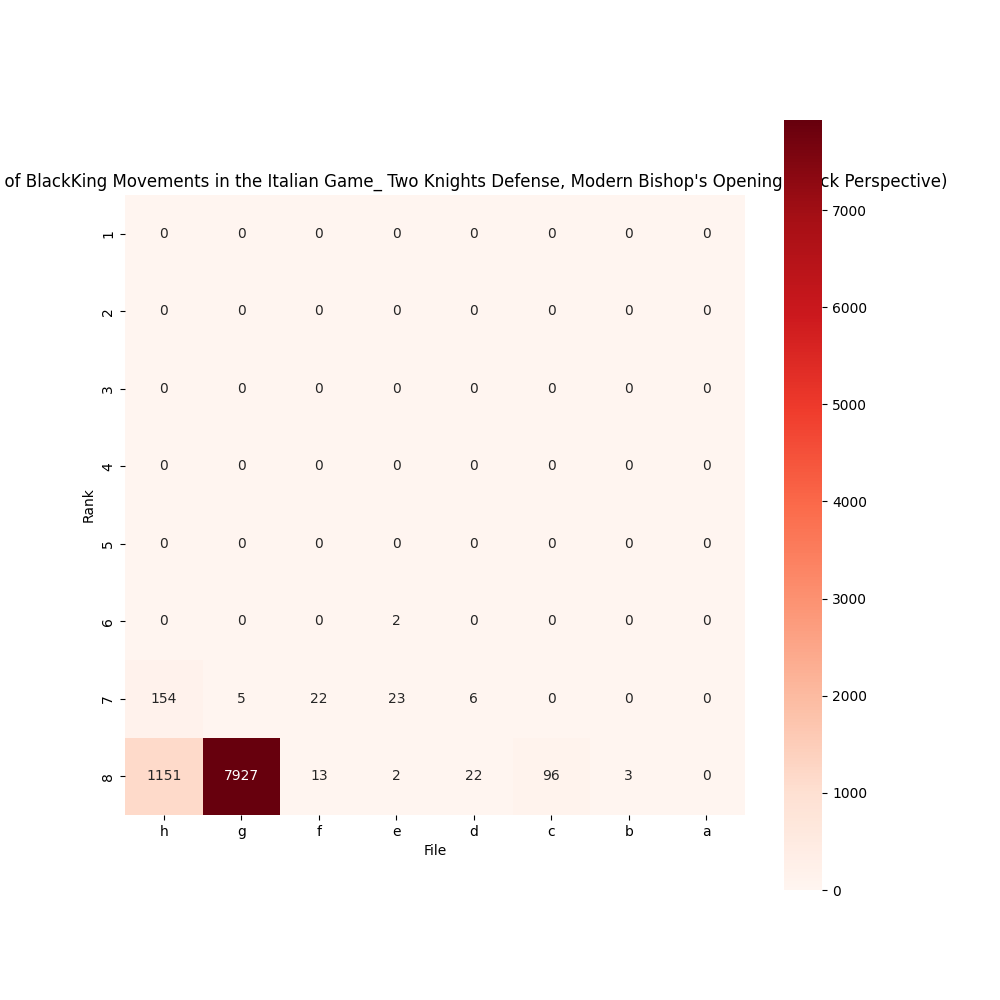 of BlackKing Movements in the Italian Game_ Two Knights Defense, Modern Bishop's Opening ck Perspective)
1 0 0 0 0 0 0 0 0
2 0 0 0 0 0 0 0 0
3 0 0 0 0 0 0 0 0
4 0 0 0 0 0 0 0 0
Rank
5 0 0 0 0 0 0 0 0
6 0 0 0 2 0 0 0 0
7 154 5 22 23 6 0 0 0
8 1151 7927 13 2 22 96 3 0
h g f e d c b a
File
7000
6000
5000
4000
3000
2000
1000
0